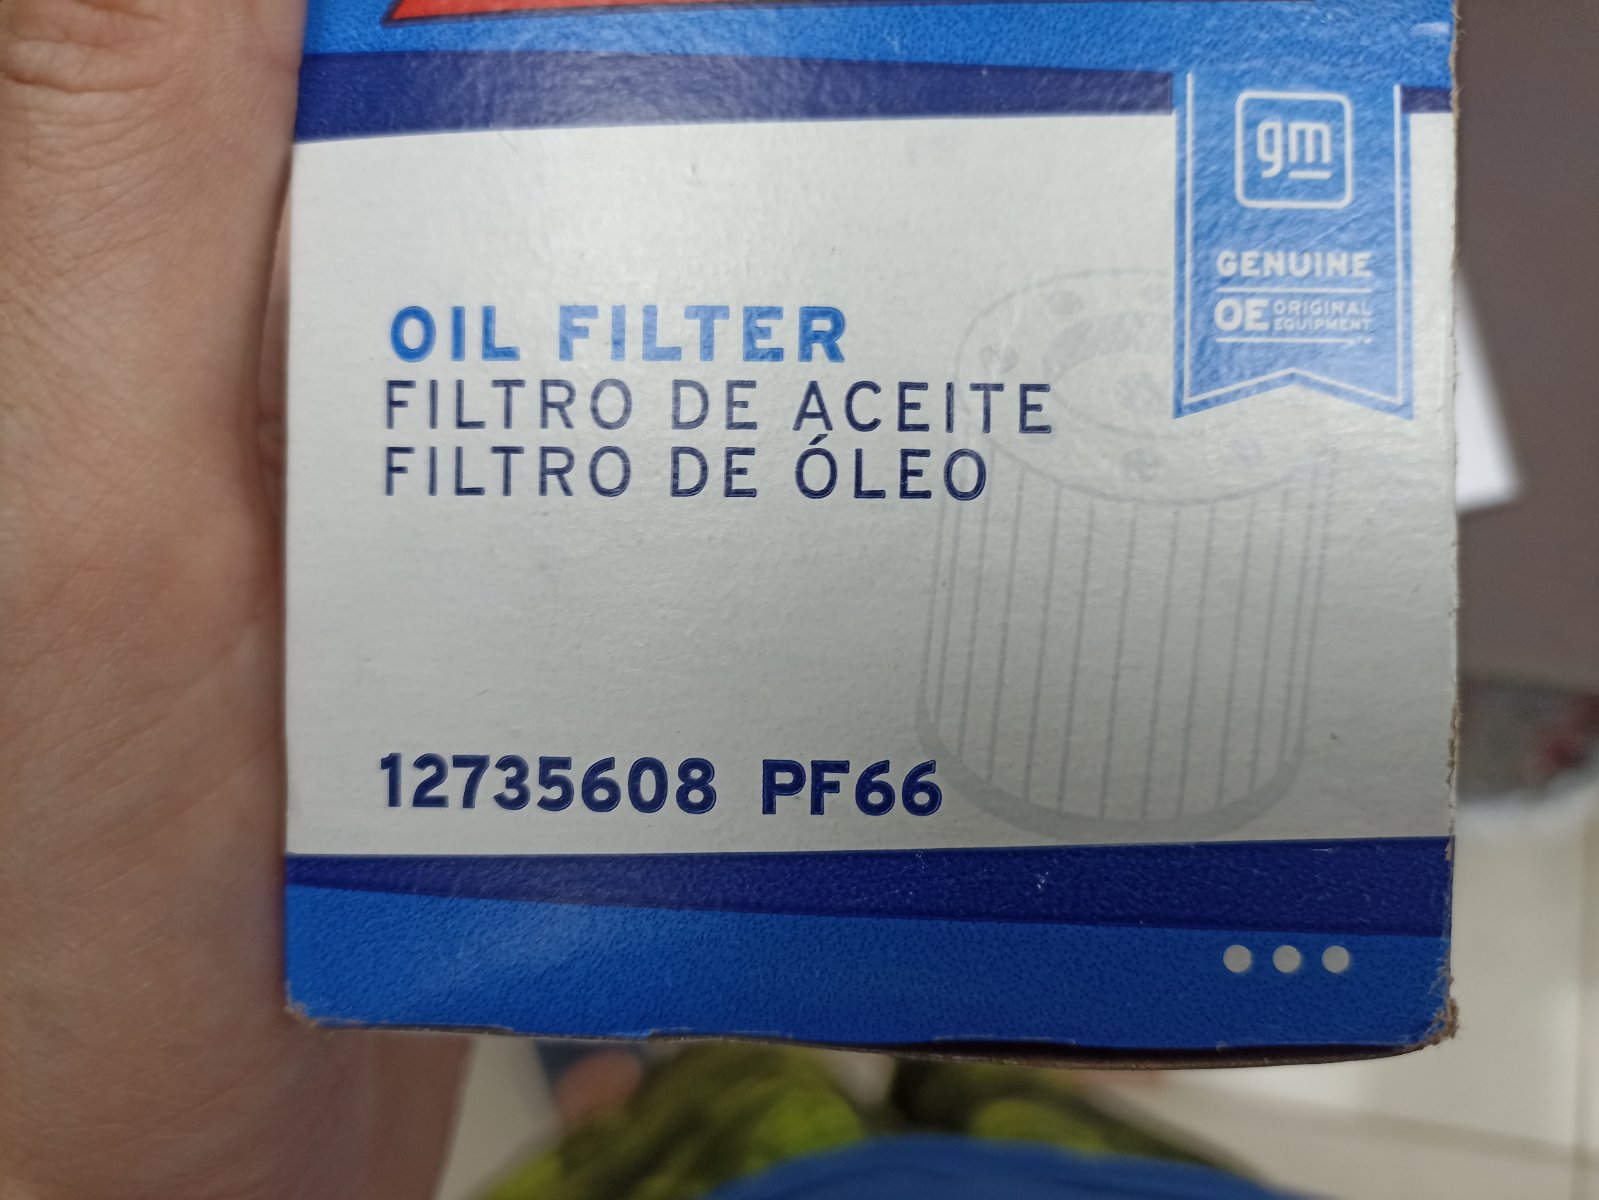 gm
GENUINE
OE ORIGINAL EQUIPMENT
OIL FILTER
FILTRO DE ACEITE
FILTRO DE ÓLEO
12735608 PF66